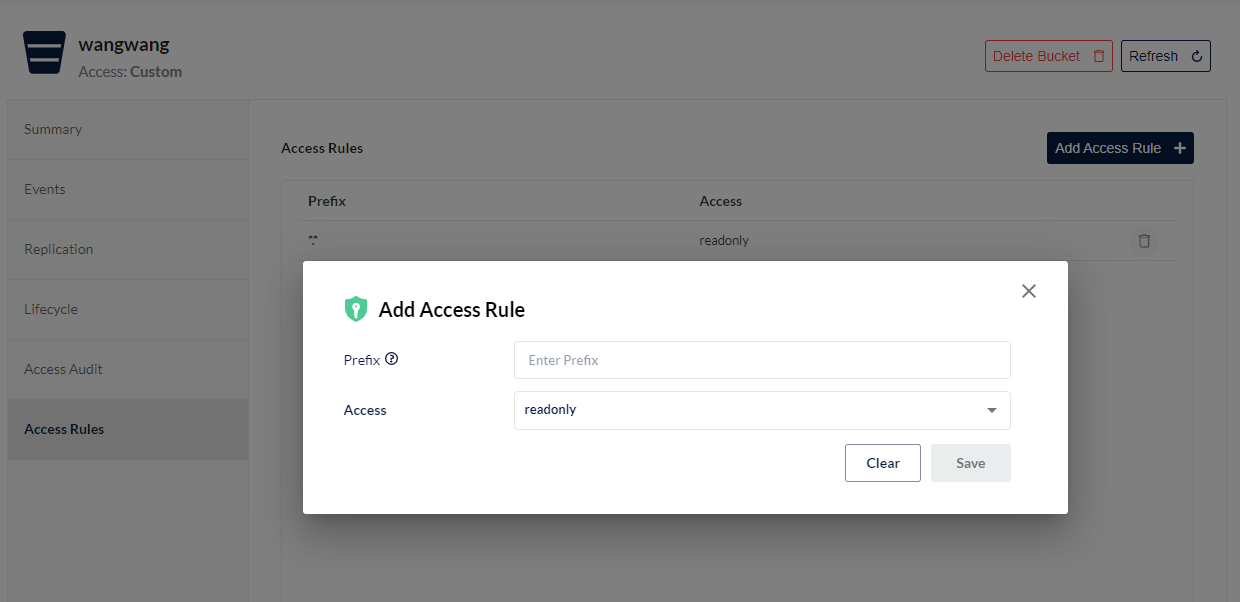 wangwang
Access: Custom
Delete Bucket
Refresh
Summary
Events
Replication
Lifecycle
Access Audit
Access Rules
Access Rules
Add Access Rule +
Prefix Access
*.* readonly
Add Access Rule
Prefix
Enter Prefix
Access
readonly
Clear
Save